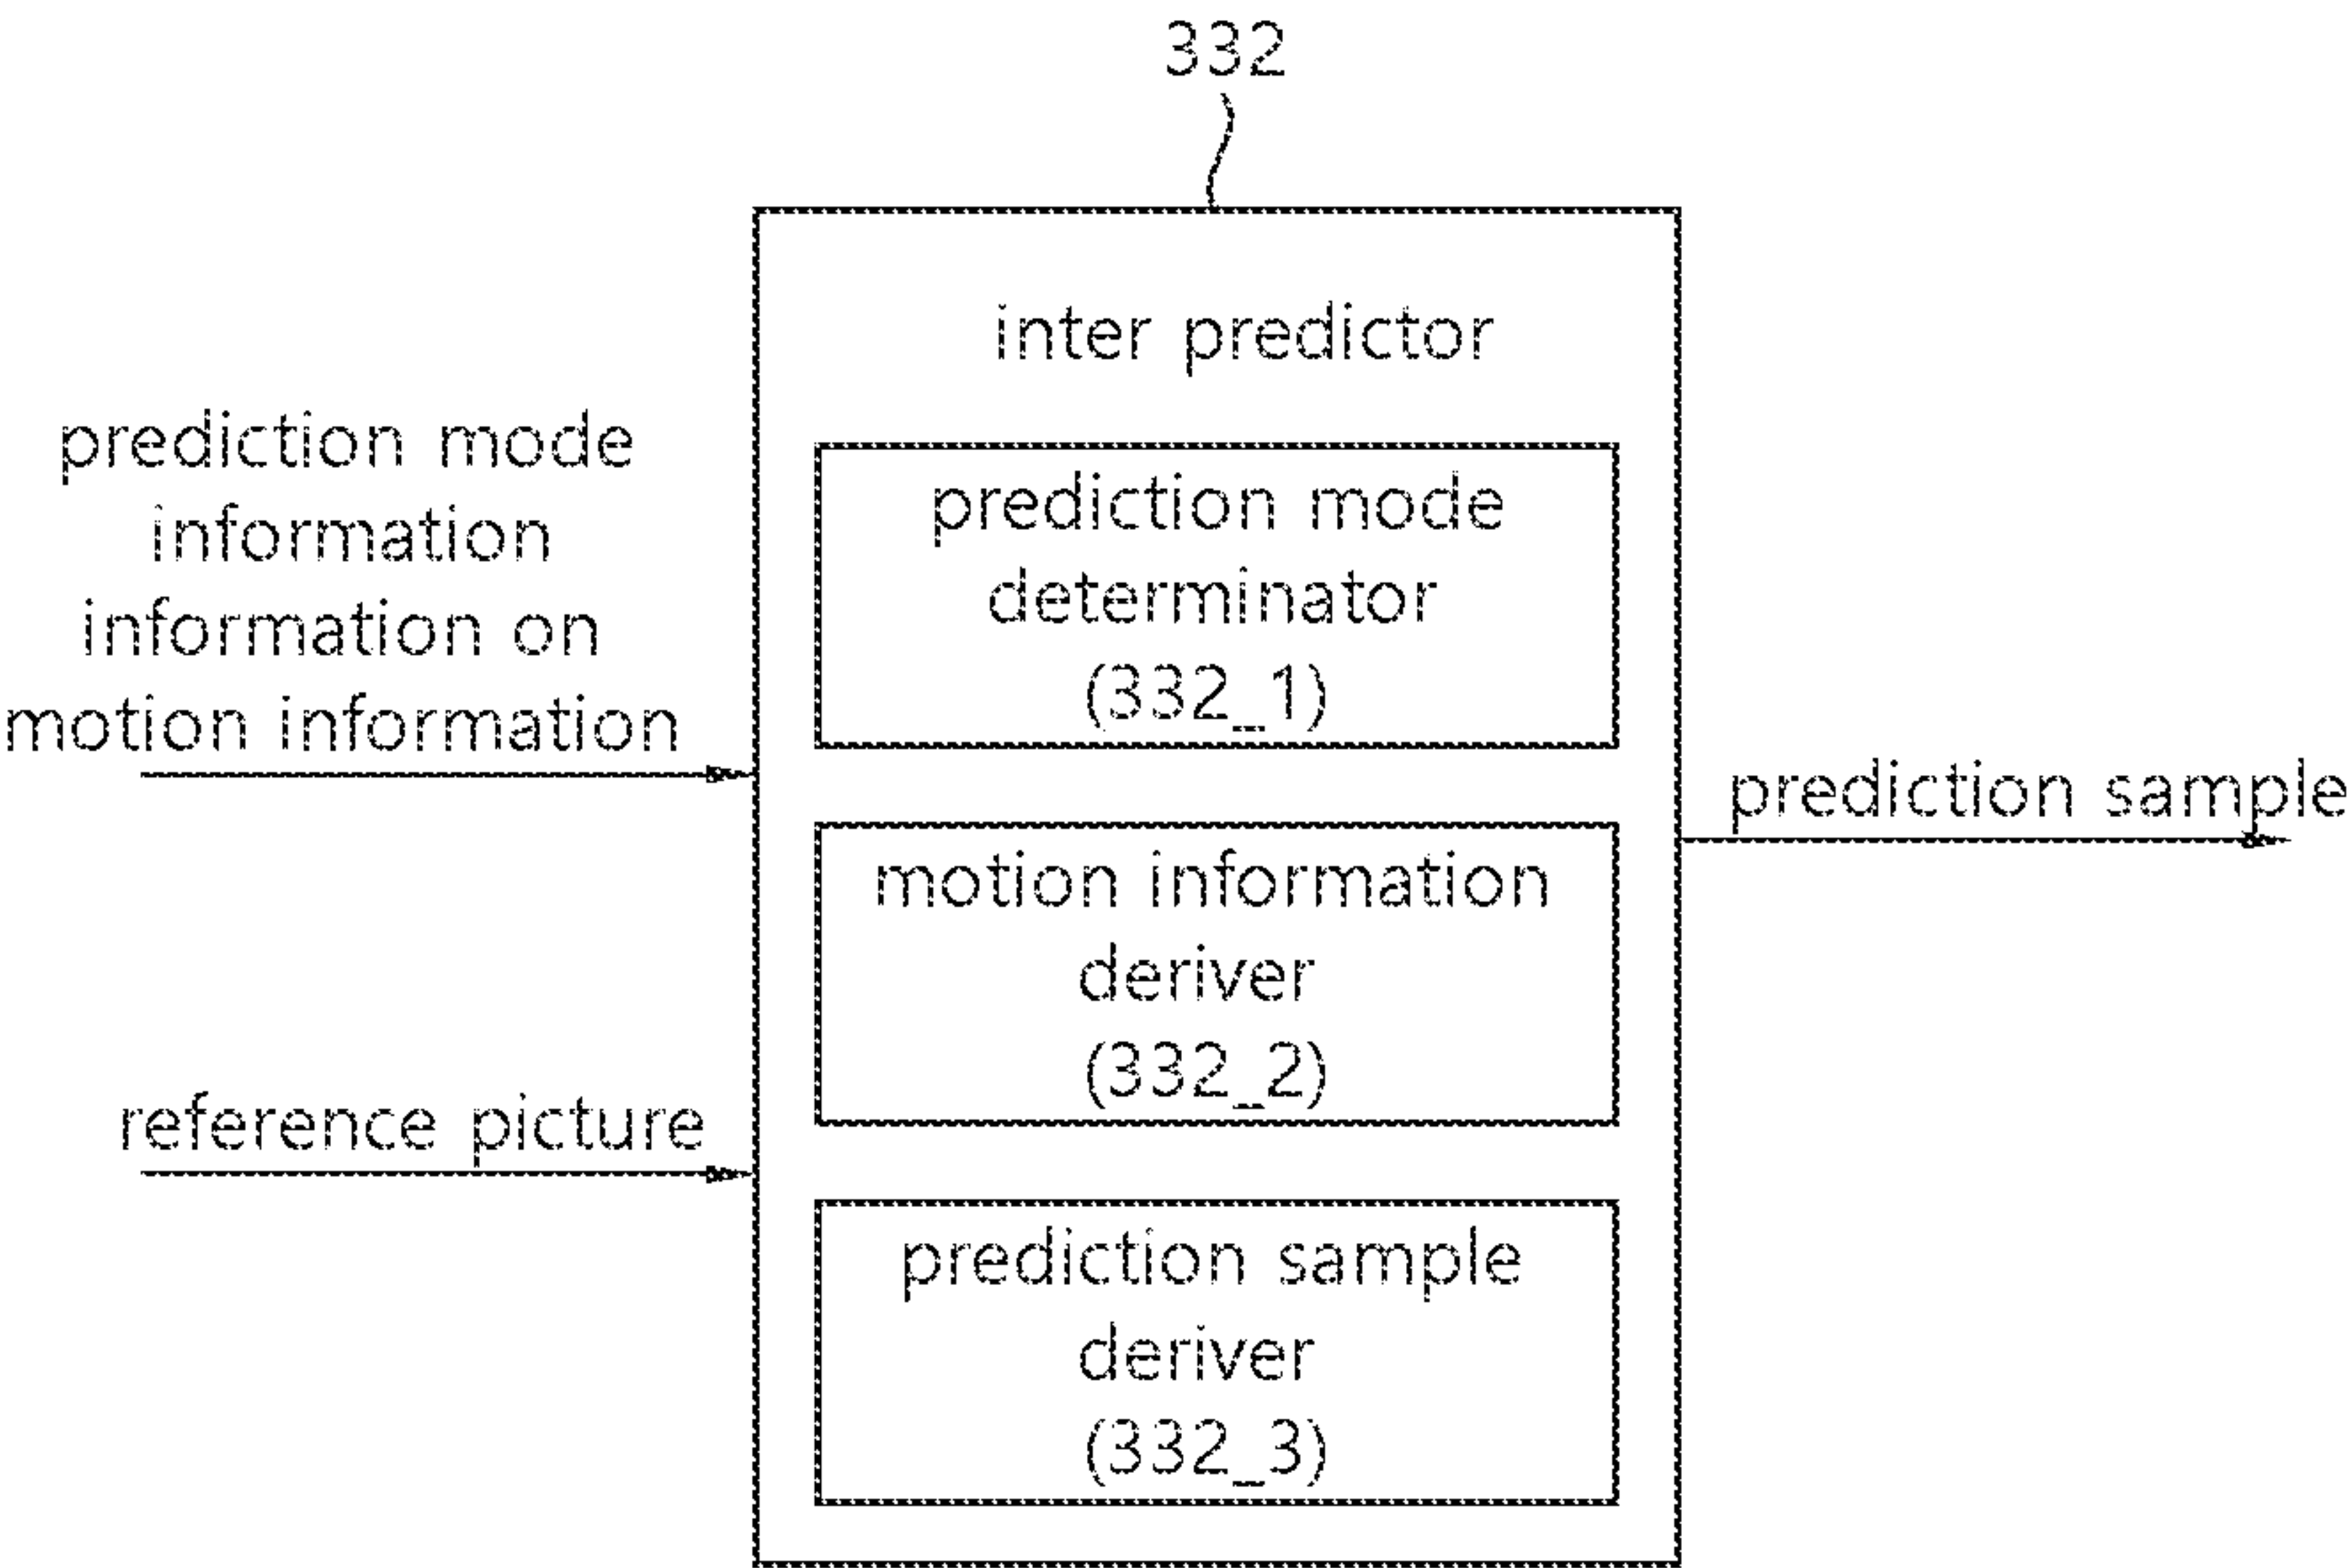 332
inter predictor
prediction mode
information
information on
motion information
prediction mode
determinator
(332_1)
prediction sample
motion information
deriver
(332_2)
reference picture
prediction sample
deriver
(332_3)